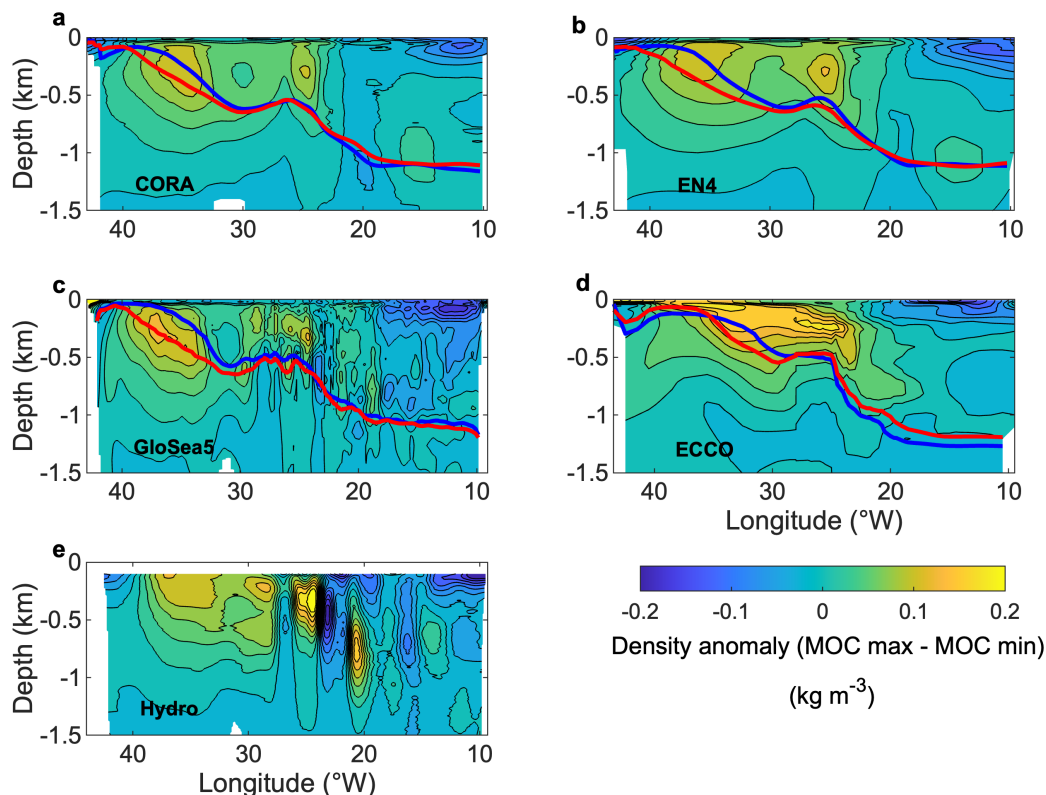 a
0
-0.5
-1
-1.5
Depth (km)
CORA
40
30
20
10
b
0
-0.5
-1
-1.5
EN4
40
30
20
10
c
0
-0.5
-1
-1.5
Depth (km)
GloSea5
40
30
20
10
d
0
-0.5
-1
-1.5
ECCO
40
30
20
10
Longitude (°W)
e
0
-0.5
-1
-1.5
Depth (km)
Hydro
40
30
20
10
Longitude (°W)
-0.2
-0.1
0
0.1
0.2
Density anomaly (MOC max - MOC min)
(kg m-3)